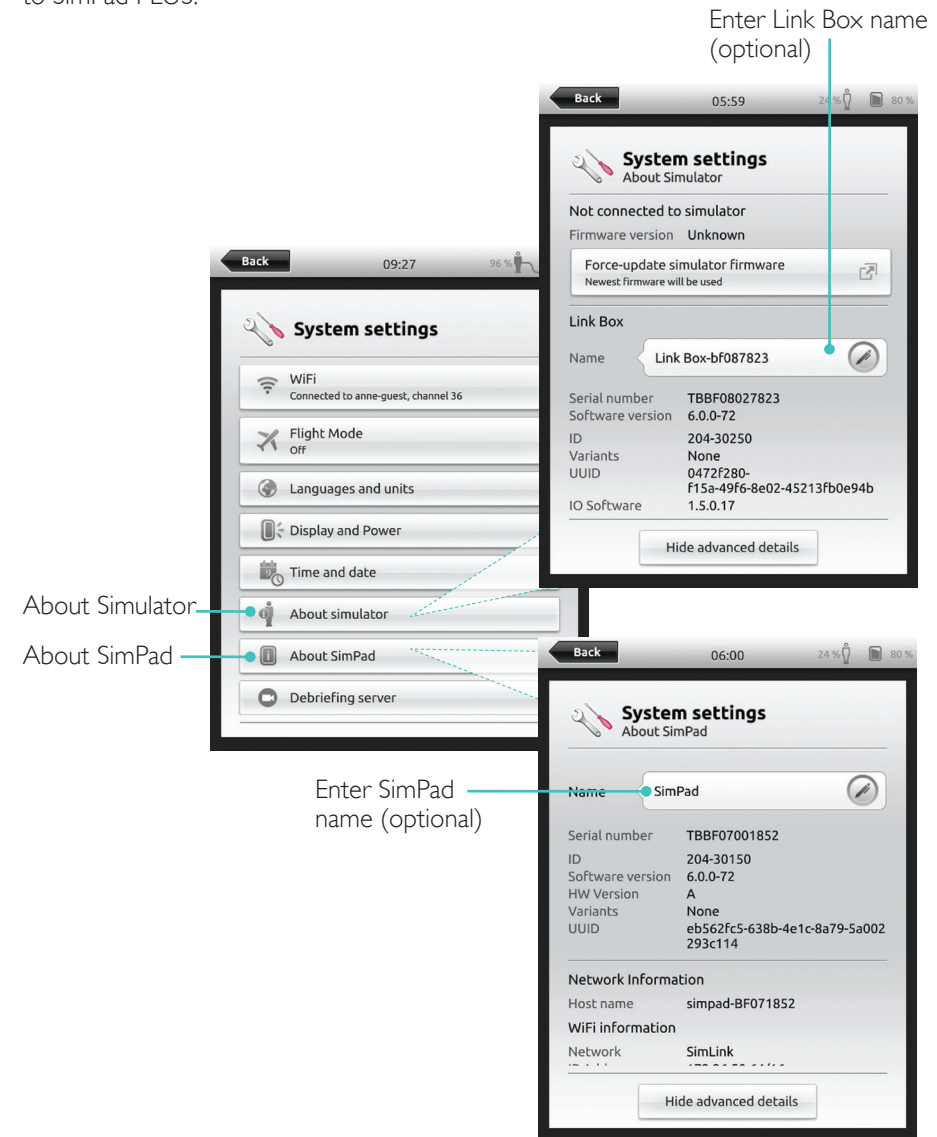 to SimPad PLUS.
Enter Link Box name
(optional)
Back 05:59 24 % 80 %
System settings
About Simulator
Not connected to simulator
Firmware version Unknown
Force-update simulator firmware
Newest firmware will be used
Link Box
Name Link Box-bf087823
Serial number TBBF08027823
Software version 6.0.0-72
ID 204-30250
Variants None
UUID 0472f280-
f15a-49f6-8e02-45213fb0e94b
IO Software 1.5.0.17
Hide advanced details
Back 09:27 96 %
System settings
WiFi
Connected to anne-guest, channel 36
Flight Mode
Off
Languages and units
Display and Power
Time and date
About simulator
About SimPad
Debriefing server
About Simulator
About SimPad
Back 06:00 24 % 80 %
System settings
About SimPad
Enter SimPad
name (optional)
Name SimPad
Serial number TBBF07001852
ID 204-30150
Software version 6.0.0-72
HW Version A
Variants None
UUID eb562fc5-638b-4e1c-8a79-5a002
293c114
Network Information
Host name simpad-BF071852
WiFi information
Network SimLink
Hide advanced details